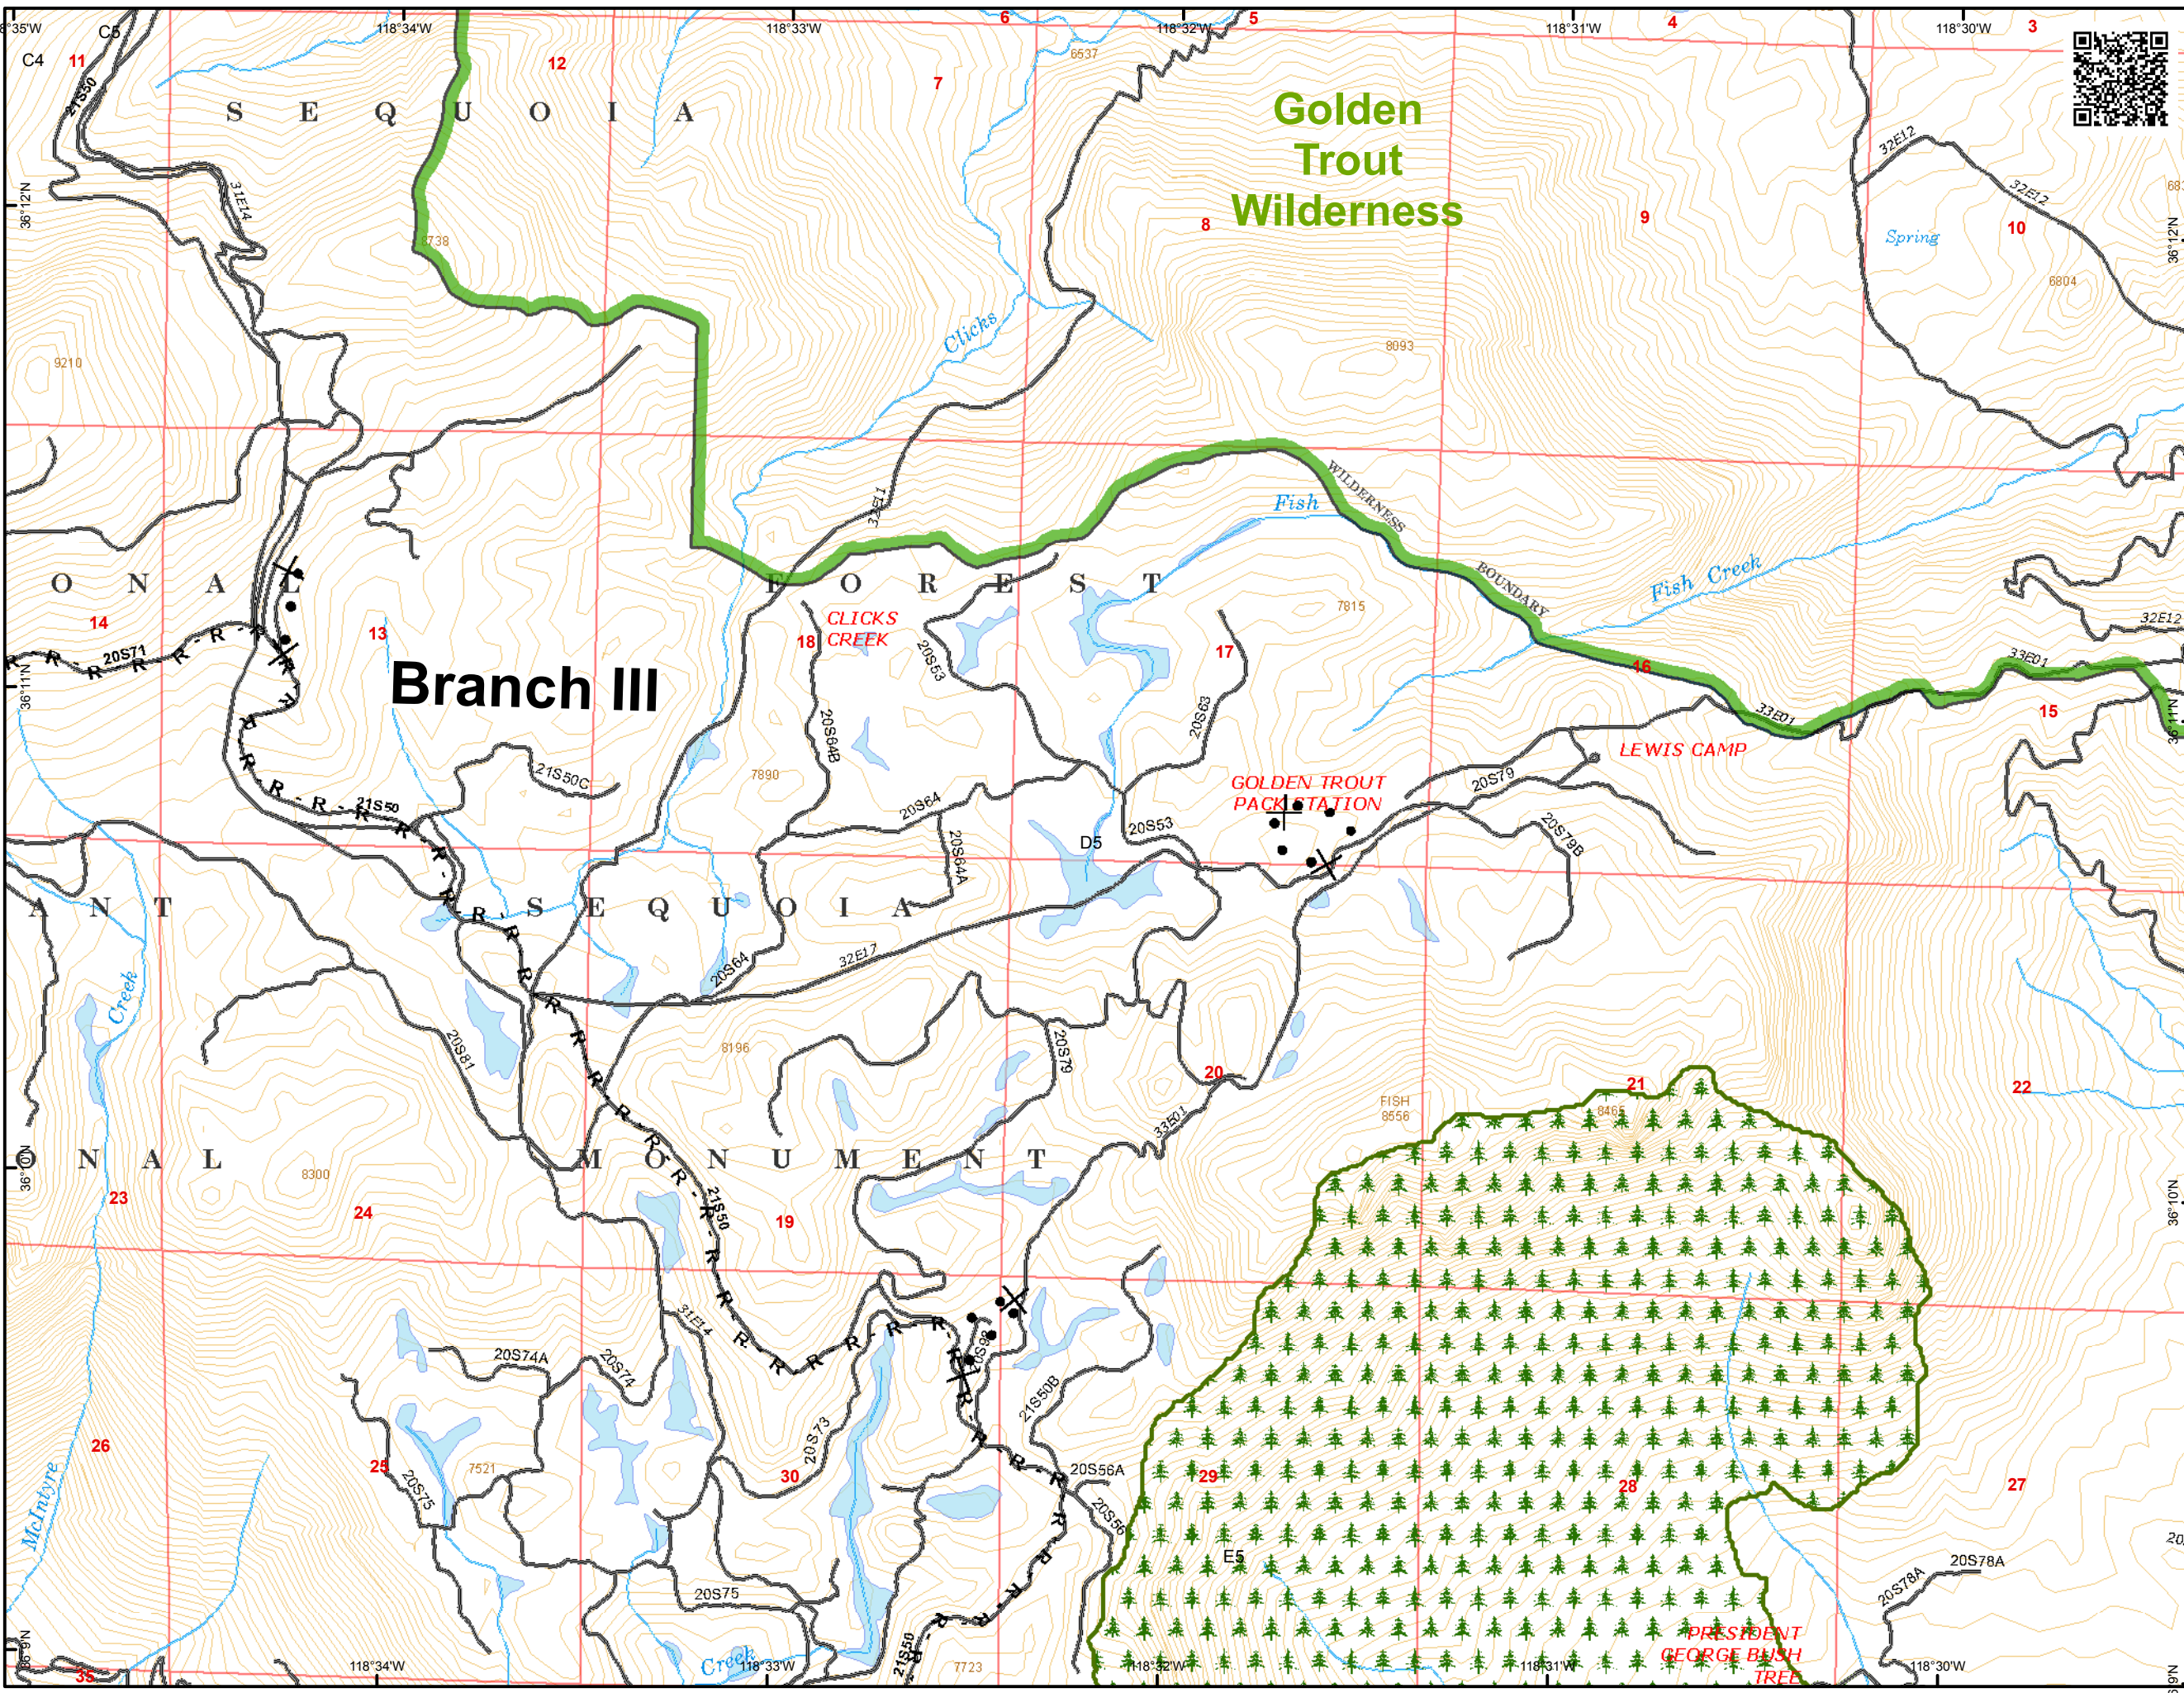 118°35'W
118°34'W
118°33'W
118°32'W
118°31'W
118°30'W
6
5
4
3
C5
C4
11
12
7
6537
21S50
S E Q U O I A
Golden
Trout
Wilderness
32E12
32E12
31E14
36°12'N
36°12'N
8738
8
9
10
Spring
6804
Clicks
8093
9210
32E11
WILDERNESS
Fish
BOUNDARY
Fish Creek
O N A L
F O R E S T
14
13
18
CLICKS
CREEK
7815
17
16
32E12
33E01
33E01
15
20S71
20S53
20S63
Branch III
36°11'N
36°11'N
20S64B
7890
LEWIS CAMP
21S50C
21S50
20S64
20S79
GOLDEN TROUT
PACK STATION
20S53
D5
20S79B
20S64A
A N T
S E Q U O I A
32E17
20S64
Creek
20S81
8196
20S79
20
33E01
FISH
8556
21
8465
22
O N A L
M O N U M E N T
36°10'N
36°10'N
8300
23
24
19
21S50
31E14
20S74A
20S74
21S50B
20S73
26
25
7521
20S75
30
20S56A
20S56
29
28
27
McIntyre
E5
20S75
20S78A
20S78A
21S50
Creek
7723
PRESIDENT
GEORGE BUSH
TREE
36°9'N
35
118°34'W
118°33'W
118°32'W
118°31'W
118°30'W